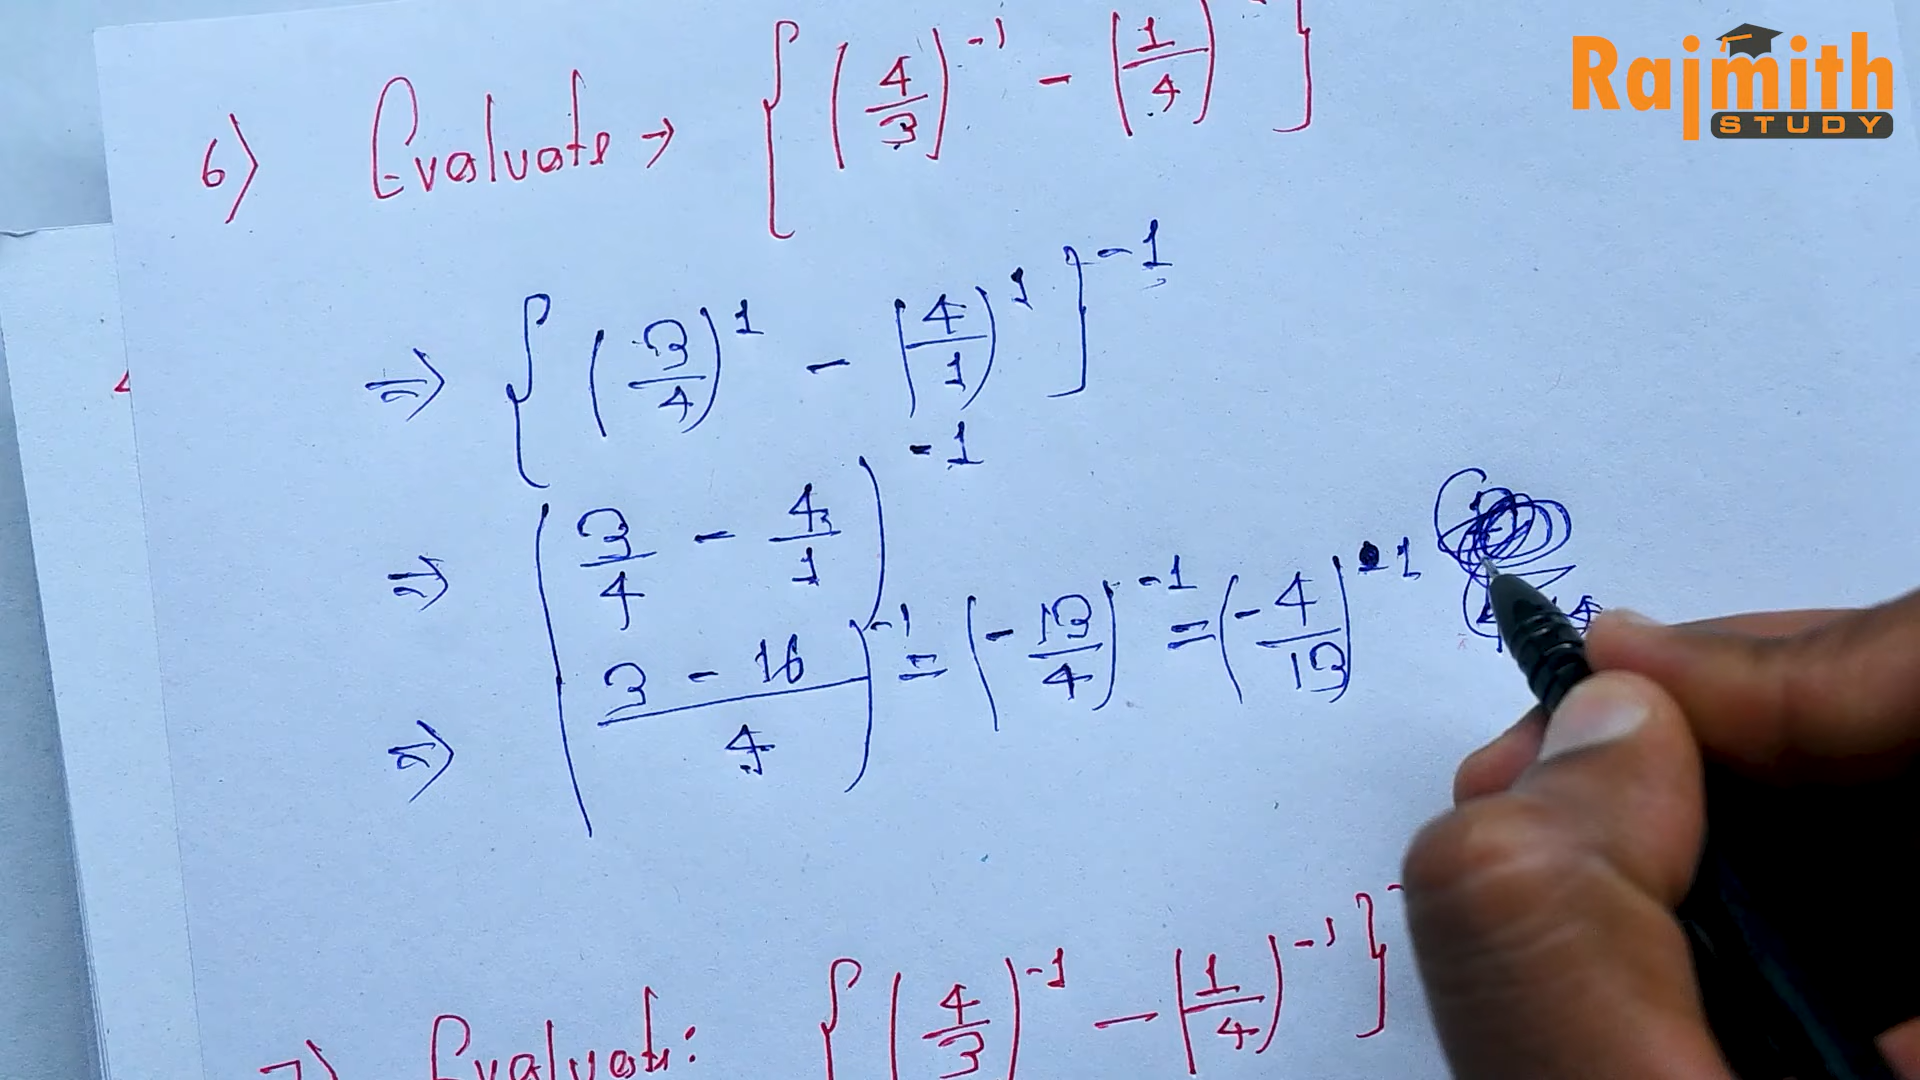 Rajmith
STUDY
6) Evaluate → { (4/3)^-1 - (1/4) }
⇒ { (3/4)^1 - (4/1)^1 }^-1
⇒ (3/4 - 4/1)^-1
⇒ ((3 - 16)/4)^-1 = (-13/4)^-1 = (-4/13)^1
7) Evaluate: { (4/3)^-1 - (1/4)^-1 }